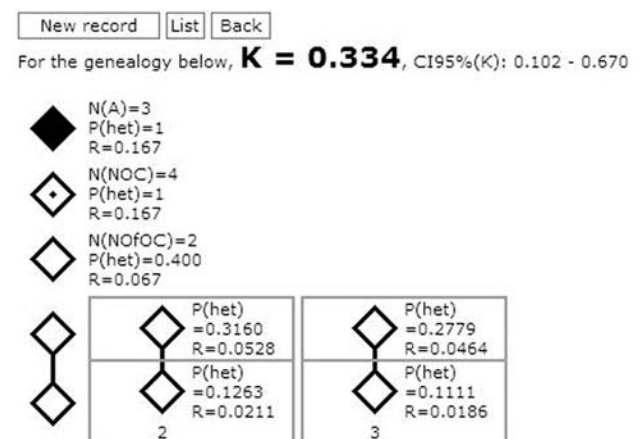 New record List Back
For the genealogy below, K = 0.334, CI95%(K): 0.102 - 0.670
N(A)=3
P(het)=1
R=0.167
N(NOC)=4
P(het)=1
R=0.167
N(NOfOC)=2
P(het)=0.400
R=0.067
P(het)
=0.3160
R=0.0528
P(het)
=0.1263
R=0.0211
2
P(het)
=0.2779
R=0.0464
P(het)
=0.1111
R=0.0186
3